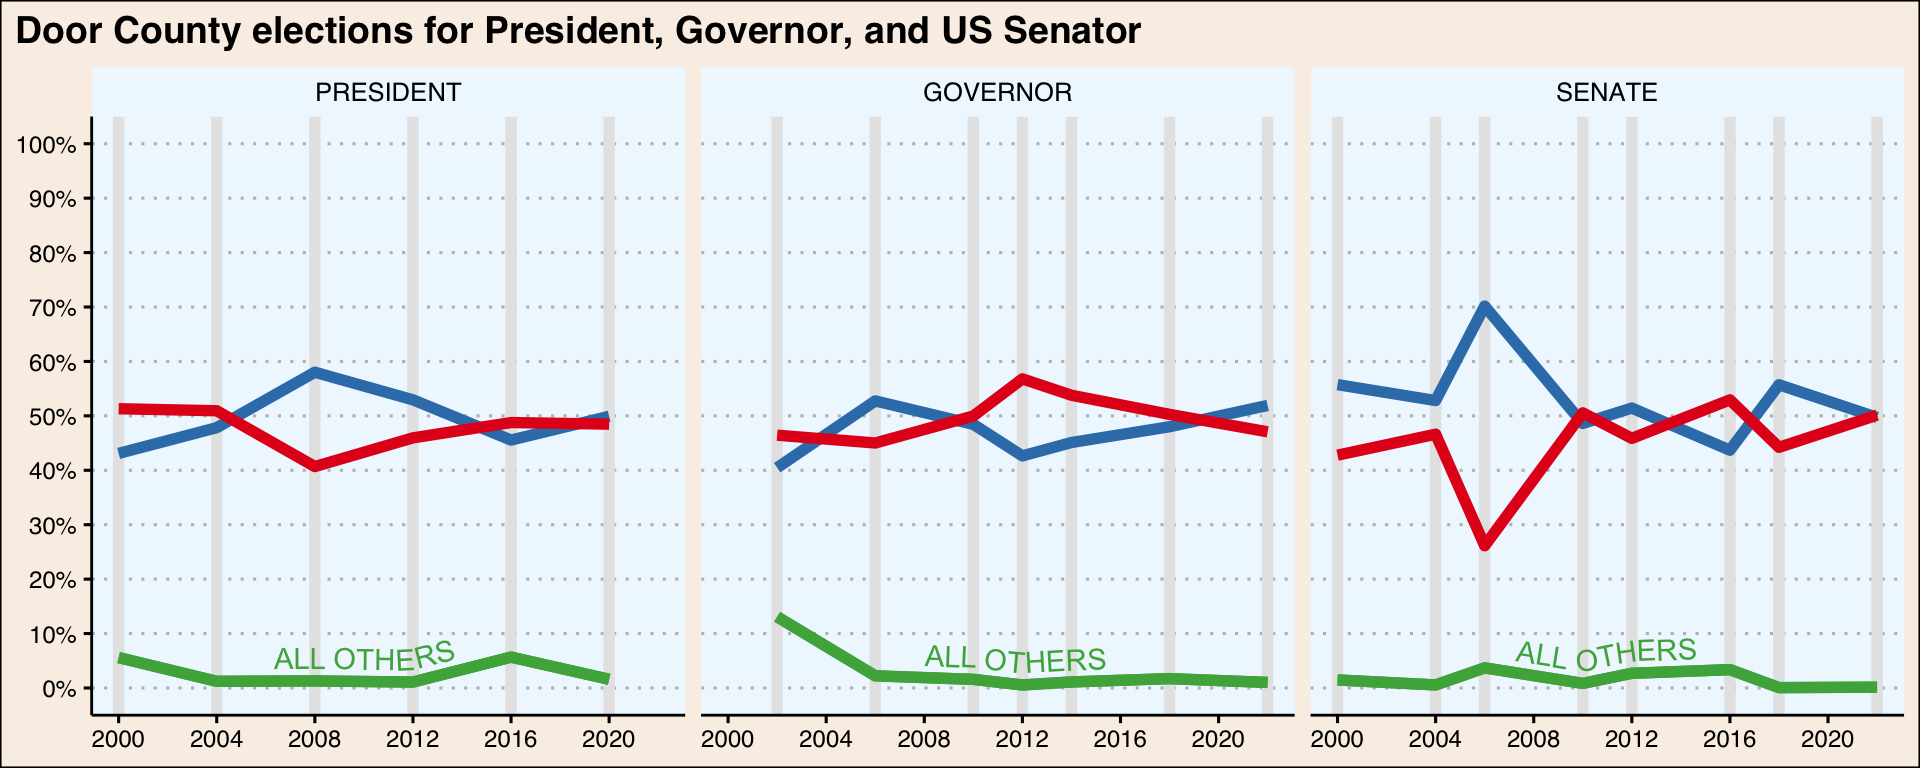 Door County elections for President, Governor, and US Senator
PRESIDENT
GOVERNOR
SENATE
100%
90%
80%
70%
60%
50%
40%
30%
20%
10%
0%
ALL OTHERS
ALL OTHERS
ALL OTHERS
2000 2004 2008 2012 2016 2020
2000 2004 2008 2012 2016 2020
2000 2004 2008 2012 2016 2020